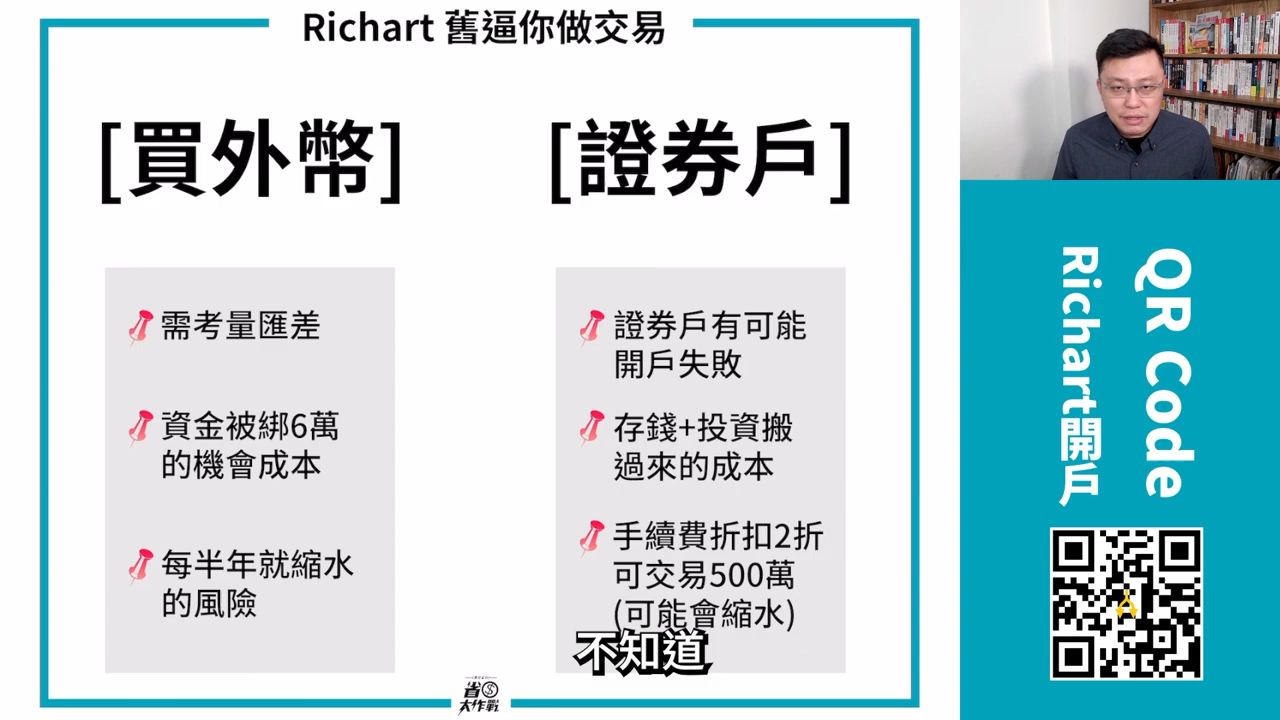 Richart 舊逼你做交易
[買外幣]
需考量匯差
資金被綁6萬
的機會成本
每半年就縮水
的風險
[證券戶]
證券戶有可能
開戶失敗
存錢+投資搬
過來的成本
手續費折扣2折
可交易500萬
(可能會縮水)
不知道
省
大作戰
QR Code
Richart開戶